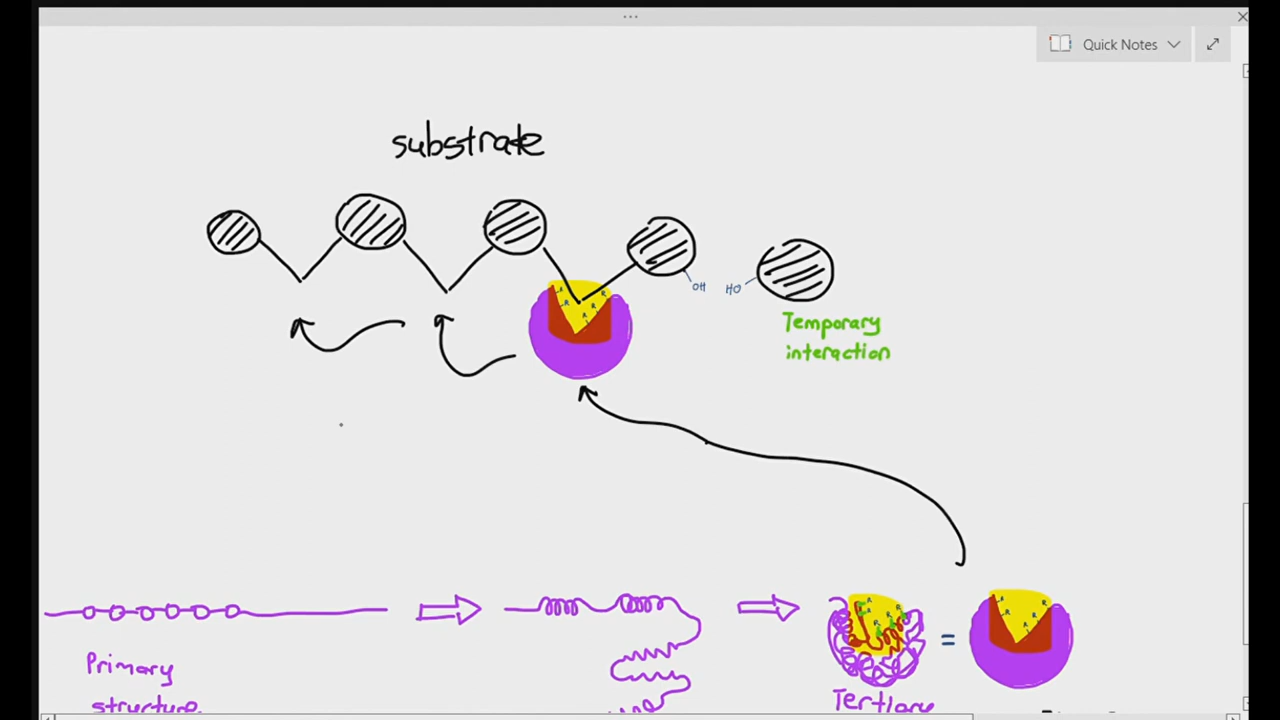 Quick Notes
substrate
OH HO
Temporary
interaction
R R
R R
R
=
Primary
structure
Tertiary